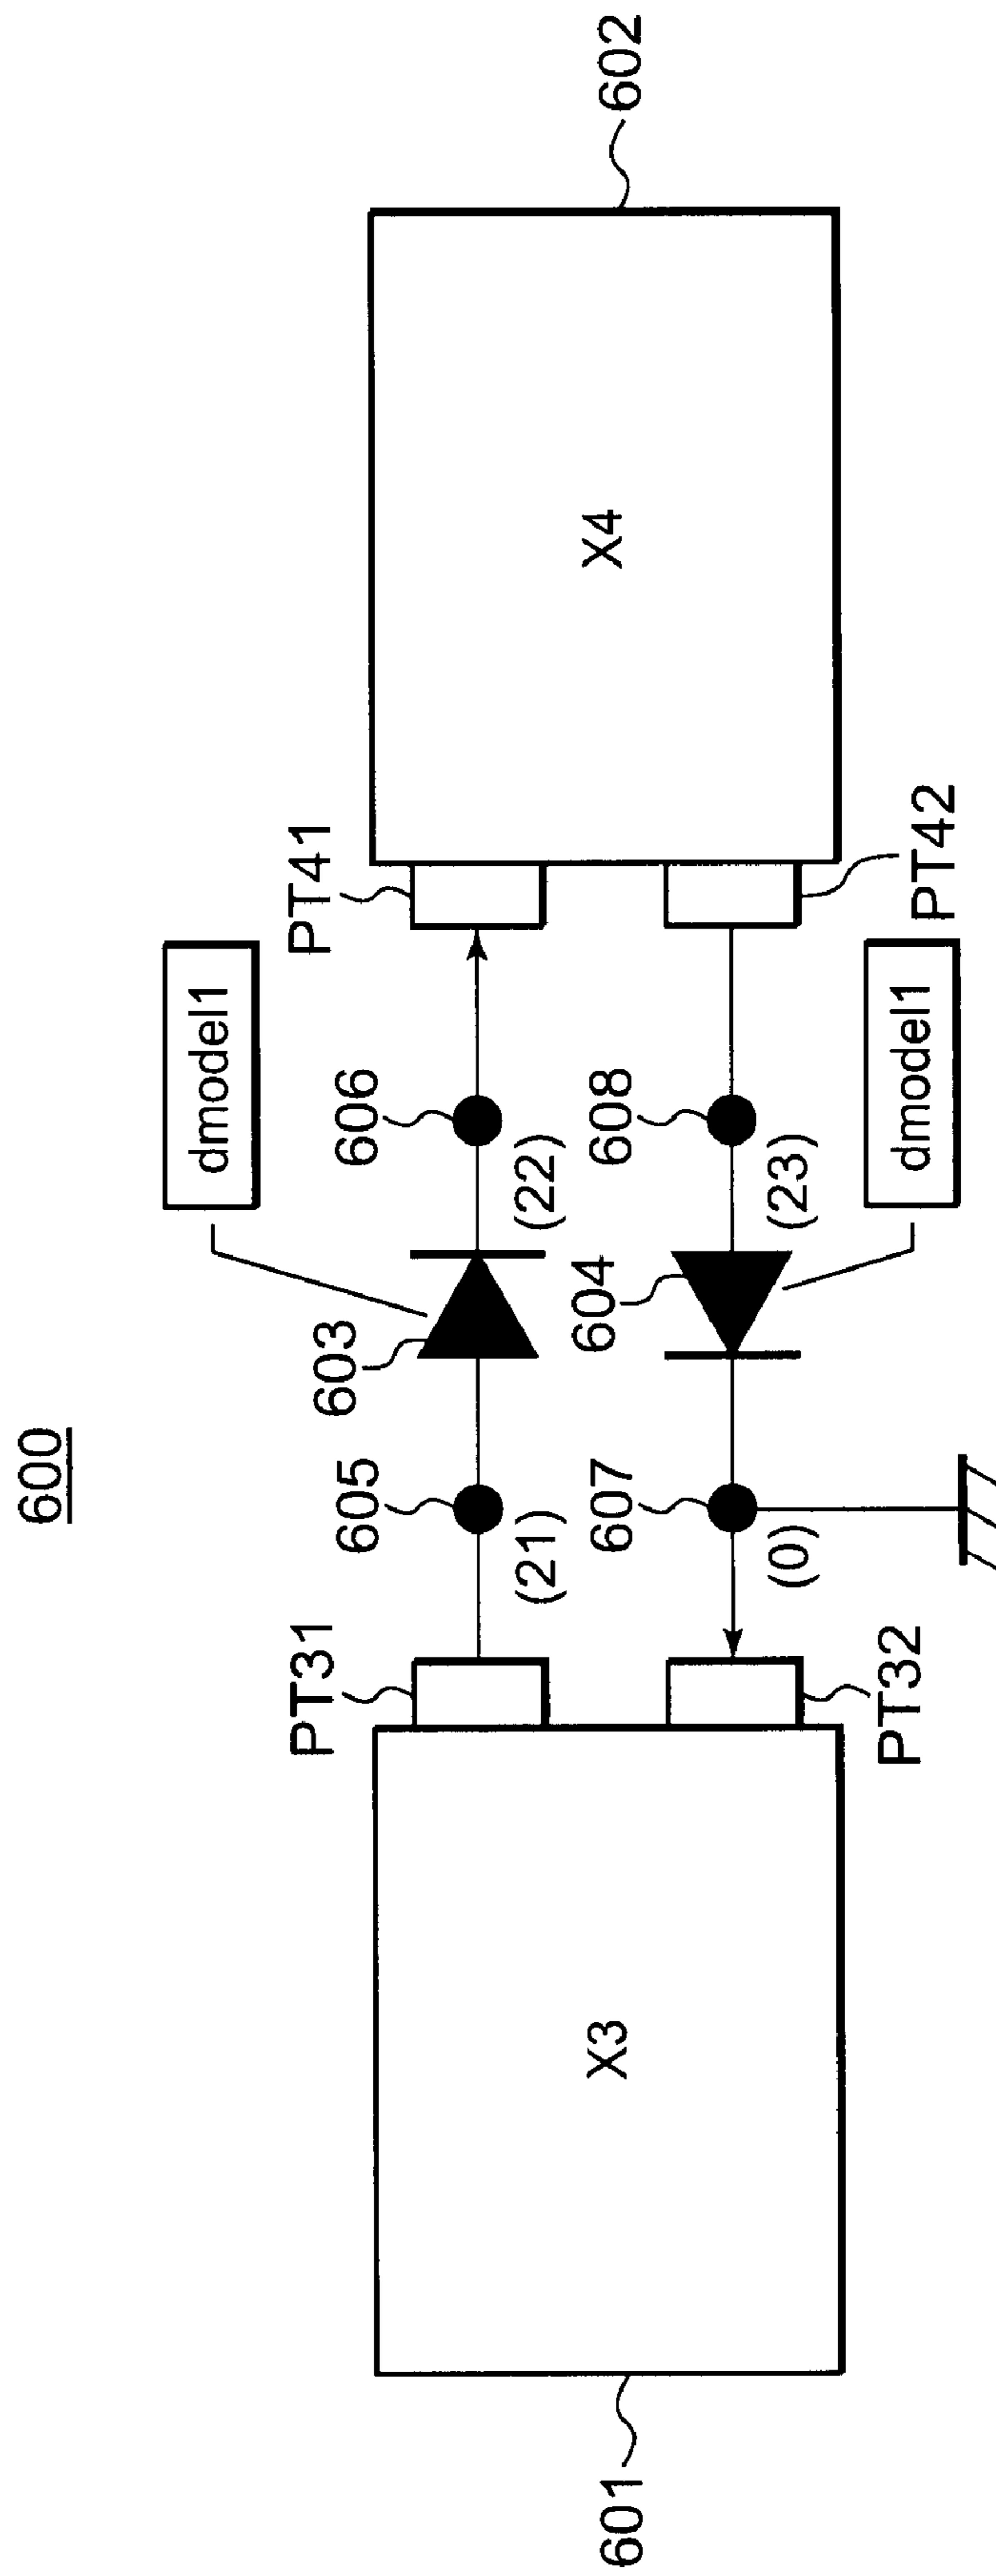 600
dmodel1
PT31
PT41
605
603
606
(21)
(22)
601
X3
X4
602
607
604
608
(0)
(23)
PT32
PT42
dmodel1